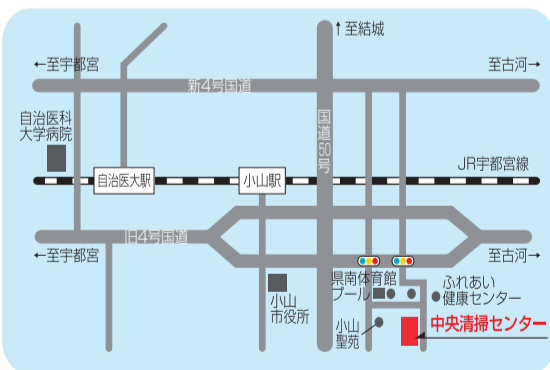 ↑至結城
←至宇都宮
至古河→
新4号国道
自治医科
大学病院
国道50号
JR宇都宮線
自治医大駅
小山駅
旧4号国道
←至宇都宮
至古河→
県南体育館
プール
ふれあい
健康センター
小山
市役所
小山
聖苑
中央清掃センター